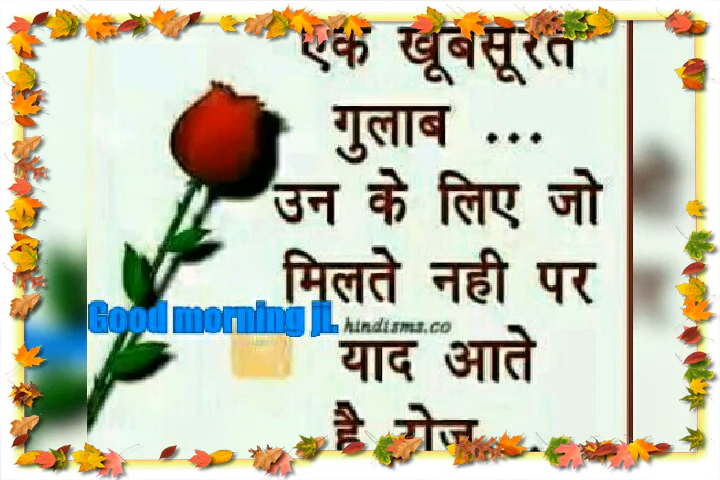 एक खूबसूरत
गुलाब ...
उन के लिए जो
मिलते नही पर
Good morning ji.
hindisms.co
याद आते
है रोज ...